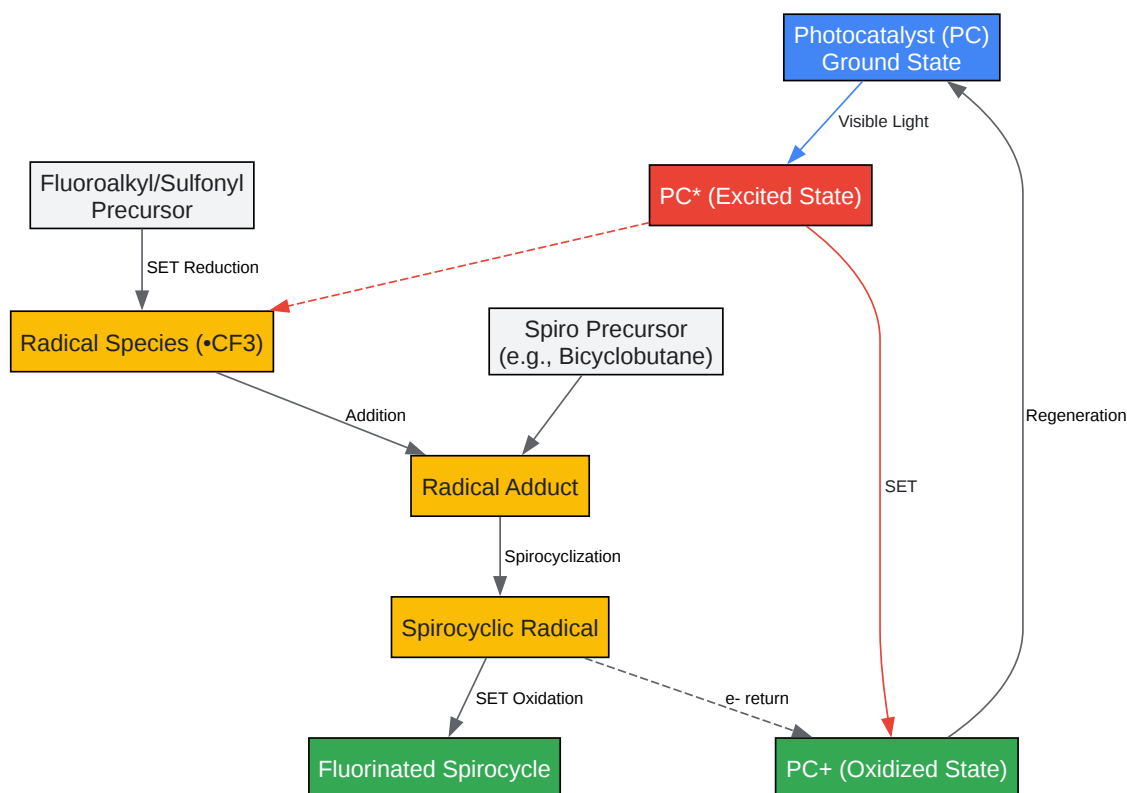 Photocatalyst (PC)
Ground State
Visible Light
Fluoroalkyl/Sulfonyl
Precursor
PC* (Excited State)
SET Reduction
Radical Species (•CF3)
Spiro Precursor
(e.g., Bicyclobutane)
Addition
Regeneration
Radical Adduct
SET
Spirocyclization
Spirocyclic Radical
SET Oxidation
e- return
Fluorinated Spirocycle
PC+ (Oxidized State)